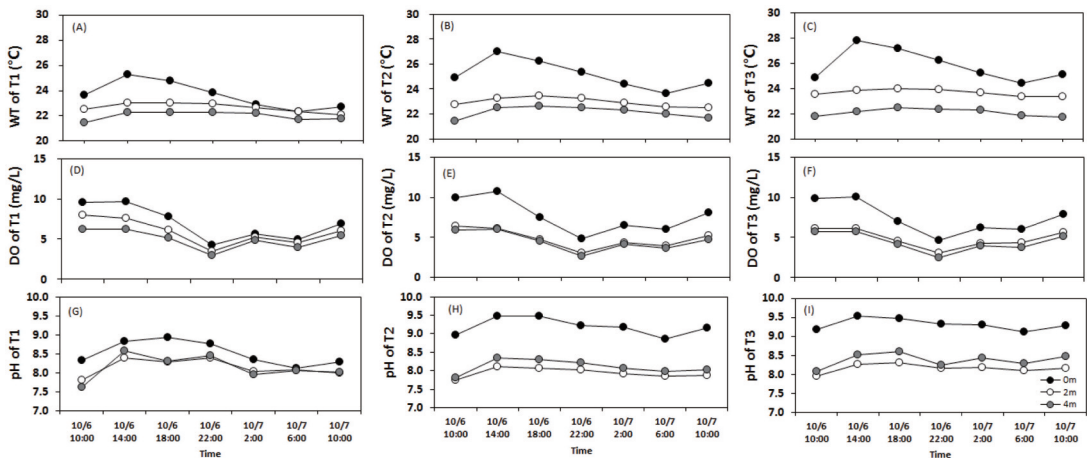 WT of T1 (°C)
30
28
26
24
22
20
(A)
WT of T2 (°C)
30
28
26
24
22
20
(B)
WT of T3 (°C)
30
28
26
24
22
20
(C)
DO of T1 (mg/L)
15
10
5
0
(D)
DO of T2 (mg/L)
15
10
5
0
(E)
DO of T3 (mg/L)
15
10
5
0
(F)
pH of T1
10.0
9.5
9.0
8.5
8.0
7.5
7.0
(G)
pH of T2
10.0
9.5
9.0
8.5
8.0
7.5
7.0
(H)
pH of T3
10.0
9.5
9.0
8.5
8.0
7.5
7.0
(I)
0m
2m
4m
10/6 10/6 10/6 10/6 10/7 10/7 10/7
10:00 14:00 18:00 22:00 2:00 6:00 10:00
Time
10/6 10/6 10/6 10/6 10/7 10/7 10/7
10:00 14:00 18:00 22:00 2:00 6:00 10:00
Time
10/6 10/6 10/6 10/6 10/7 10/7 10/7
10:00 14:00 18:00 22:00 2:00 6:00 10:00
Time